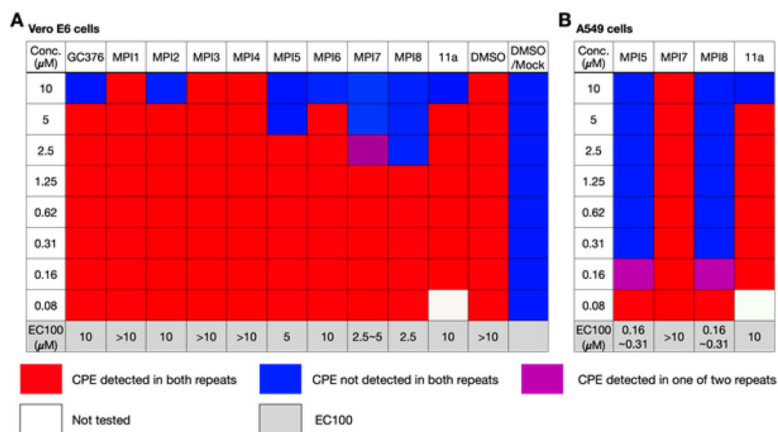 A Vero E6 cells
Conc. (μM) GC376 MPI1 MPI2 MPI3 MPI4 MPI5 MPI6 MPI7 MPI8 11a DMSO DMSO /Mock
10
5
2.5
1.25
0.62
0.31
0.16
0.08
EC100 (μM) 10 >10 10 >10 >10 5 10 2.5~5 2.5 10 >10
B A549 cells
Conc. (μM) MPI5 MPI7 MPI8 11a
10
5
2.5
1.25
0.62
0.31
0.16
0.08
EC100 (μM) 0.16 ~0.31 >10 0.16 ~0.31 10
CPE detected in both repeats
CPE not detected in both repeats
CPE detected in one of two repeats
Not tested
EC100